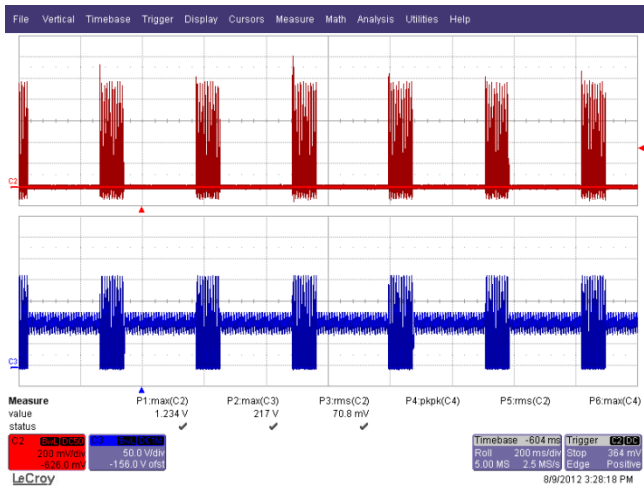 File Vertical Timebase Trigger Display Cursors Measure Math Analysis Utilities Help
C2
C3
Measure P1:max(C2) P2:max(C3) P3:rms(C2) P4:pkpk(C4) P5:rms(C2) P6:max(C4)
value 1.234 V 217 V 70.8 mV
status
C2 BwL DC50
200 mV/div
-626.0 mV
50.0 V/div
-156.0 V ofst
Timebase -604 ms
Roll 200 ms/div
5.00 MS 2.5 MS/s
Trigger C2 DC
Stop 364 mV
Edge Positive
LeCroy
8/9/2012 3:28:18 PM